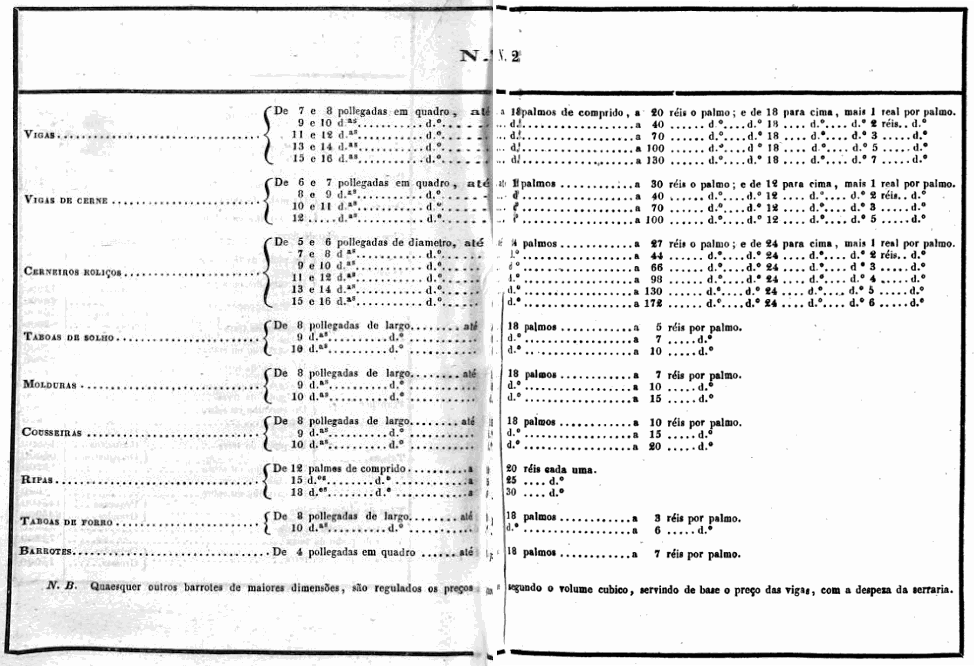 N. 2
De 7 e 8 pollegadas em quadro, até a 18 palmos de comprido, a 20 réis o palmo; e de 18 para cima, mais 1 real por palmo.
9 e 10 d.as .......... d.º .......... d.º .......... a 40 ..... d.º .... d.º 18 .... d.º .... d.º 2 réis.. d.º
VIGAS .......... 11 e 12 d.as .......... d.º .......... d.º .......... a 70 ..... d.º .... d.º 18 .... d.º .... d.º 3 ..... d.º
13 e 14 d.as .......... d.º .......... d.º .......... a 100 ..... d.º .... d.º 18 .... d.º .... d.º 5 ..... d.º
15 e 16 d.as .......... d.º .......... d.º .......... a 130 ..... d.º .... d.º 18 .... d.º .... d.º 7 ..... d.º
De 6 e 7 pollegadas em quadro, até palmos .......... a 30 réis o palmo; e de 12 para cima, mais 1 real por palmo.
8 e 9 d.as .......... d.º .......... a 40 ..... d.º .... d.º 12 .... d.º .... d.º 2 réis.. d.º
VIGAS DE CERNE .......... 10 e 11 d.as .......... d.º .......... a 70 ..... d.º .... d.º 12 .... d.º .... d.º 3 ..... d.º
12 ..... d.as .......... d.º .......... a 100 ..... d.º .... d.º 12 .... d.º .... d.º 5 ..... d.º
De 5 e 6 pollegadas de diametro, até palmos .......... a 27 réis o palmo; e de 24 para cima, mais 1 real por palmo.
7 e 8 d.as .......... d.º .......... d.º .......... a 44 ..... d.º .... d.º 24 .... d.º .... d.º 2 réis.. d.º
9 e 10 d.as .......... d.º .......... d.º .......... a 66 ..... d.º .... d.º 24 .... d.º .... d.º 3 ..... d.º
CERNEIROS ROLIÇOS .......... 11 e 12 d.as .......... d.º .......... d.º .......... a 98 ..... d.º .... d.º 24 .... d.º .... d.º 4 ..... d.º
13 e 14 d.as .......... d.º .......... d.º .......... a 130 ..... d.º .... d.º 24 .... d.º .... d.º 5 ..... d.º
15 e 16 d.as .......... d.º .......... d.º .......... a 172 ..... d.º .... d.º 24 .... d.º .... d.º 6 ..... d.º
De 8 pollegadas de largo ....... até 18 palmos .......... a 5 réis por palmo.
TABOAS DE SOLHO .......... 9 d.as .......... d.º .......... d.º .......... a 7 ..... d.º
10 d.as .......... d.º .......... d.º .......... a 10 ..... d.º
De 8 pollegadas de largo ....... até 18 palmos .......... a 7 réis por palmo.
MOLDURAS .......... 9 d.as .......... d.º .......... d.º .......... a 10 ..... d.º
10 d.as .......... d.º .......... d.º .......... a 15 ..... d.º
De 8 pollegadas de largo ....... até 18 palmos .......... a 10 réis por palmo.
COUSSEIRAS .......... 9 d.as .......... d.º .......... d.º .......... a 15 ..... d.º
10 d.as .......... d.º .......... d.º .......... a 20 ..... d.º
De 12 palmos de comprido .......... a 20 réis cada uma.
RIPAS .......... 15 d.os .......... d.º .......... a 25 .... d.º
18 d.os .......... d.º .......... a 30 .... d.º
De 8 pollegadas de largo ....... até 18 palmos .......... a 3 réis por palmo.
TABOAS DE FORRO .......... 10 d.as .......... d.º .......... d.º .......... a 6 ..... d.º
BARROTES .......... De 4 pollegadas em quadro ...... até 18 palmos .......... a 7 réis por palmo.
N. B. Quaesquer outros barrotes de maiores dimensões, são regulados os preços segundo o volume cubico, servindo de base o preço das vigas, com a despeza da serraria.